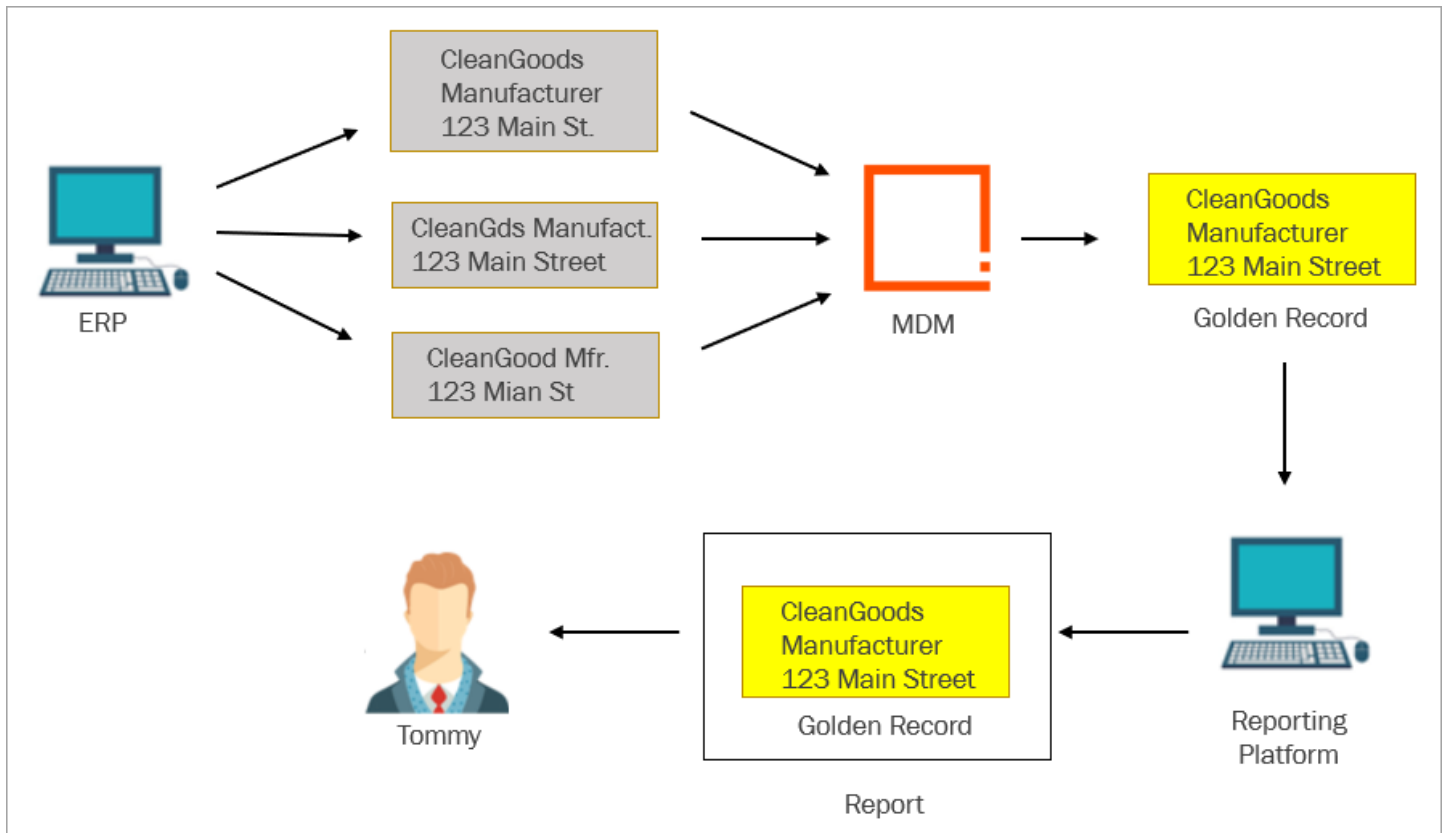 CleanGoods
Manufacturer
123 Main St.
CleanGds Manufact.
123 Main Street
CleanGood Mfr.
123 Mian St
ERP
MDM
CleanGoods
Manufacturer
123 Main Street
Golden Record
Tommy
CleanGoods
Manufacturer
123 Main Street
Golden Record
Report
Reporting
Platform